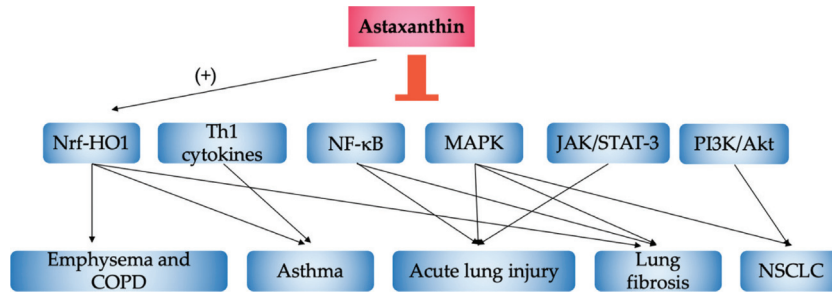 Astaxanthin
(+)
Nrf-HO1
Th1
cytokines
NF-κB
MAPK
JAK/STAT-3
PI3K/Akt
Emphysema and
COPD
Asthma
Acute lung injury
Lung
fibrosis
NSCLC